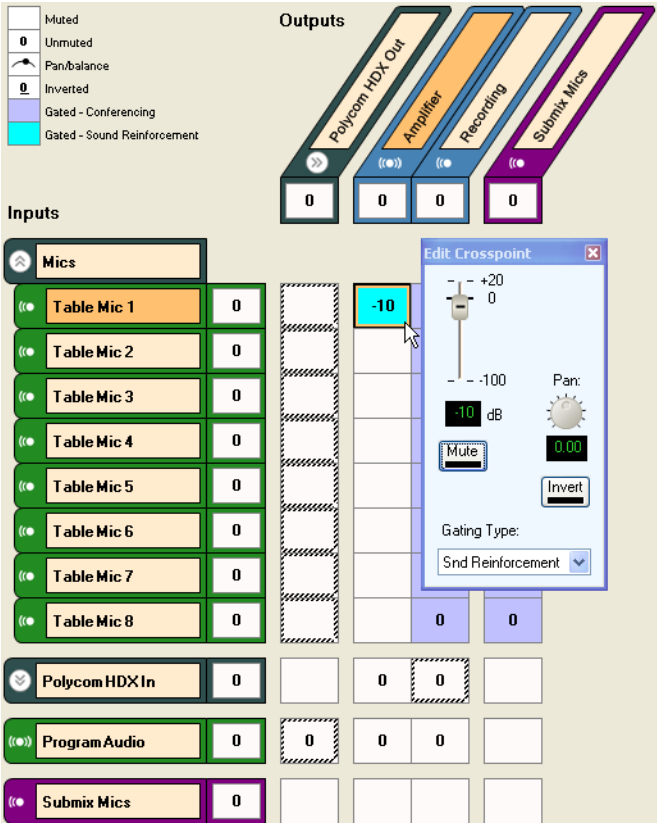 Muted
0 Unmuted
Pan/balance
0 Inverted
Gated - Conferencing
Gated - Sound Reinforcement
Outputs
Polycom HDX Out
Amplifier
Recording
Submix Mics
0 0 0 0
Inputs
Mics
Table Mic 1 0 -10
Table Mic 2 0
Table Mic 3 0
Table Mic 4 0
Table Mic 5 0
Table Mic 6 0
Table Mic 7 0
Table Mic 8 0 0 0
Polycom HDX In 0 0 0
Program Audio 0 0 0 0
Submix Mics 0
Edit Crosspoint
+20
0
-100
Pan:
-10 dB
0.00
Mute
Invert
Gating Type:
Snd Reinforcement